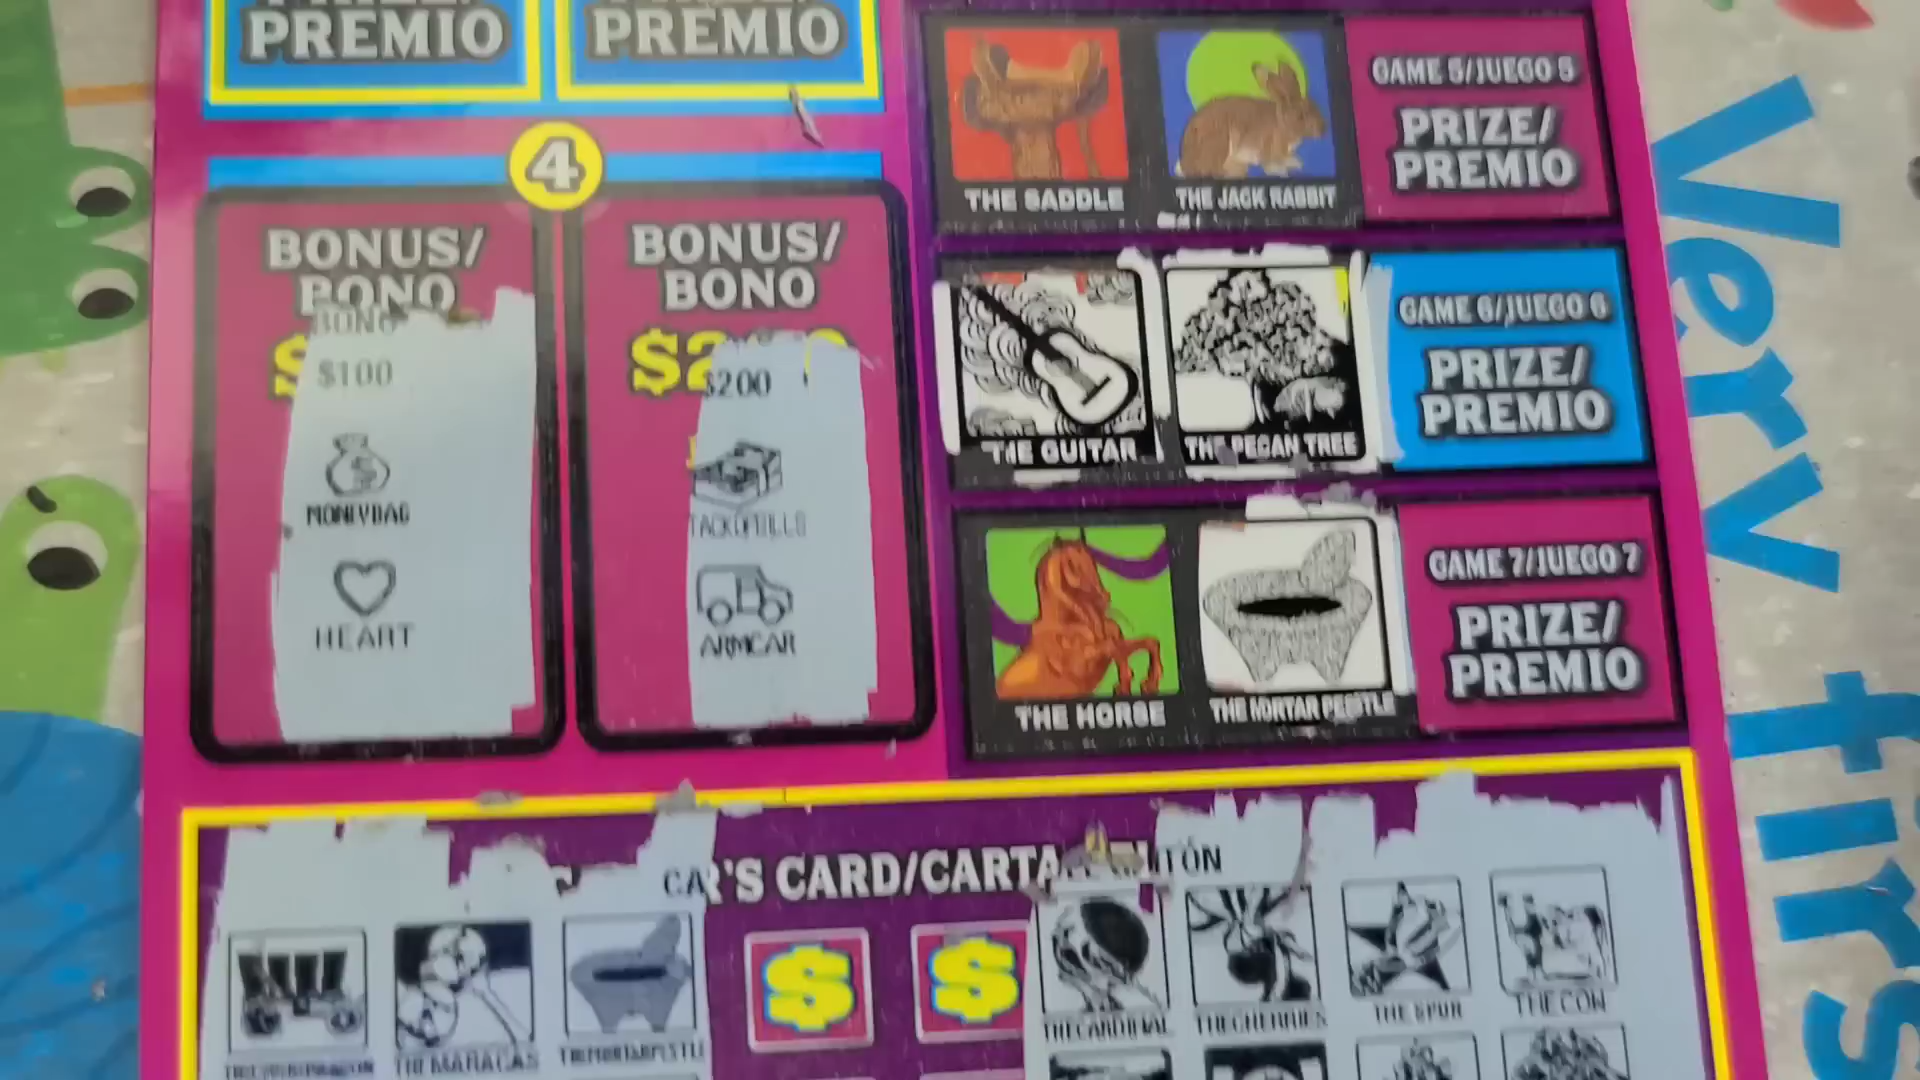 PREMIO
PREMIO
4
BONUS/
BONO
$100
MONEYBAG
HEART
BONUS/
BONO
$200
ARMCAR
THE SADDLE
THE JACK RABBIT
GAME 5/JUEGO 5
PRIZE/
PREMIO
THE GUITAR
THE PECAN TREE
GAME 6/JUEGO 6
PRIZE/
PREMIO
THE HORSE
THE MORTAR PESTLE
GAME 7/JUEGO 7
PRIZE/
PREMIO
'S CARD/CARTA
THE MARACAS
$
$
THE CARDINAL
THE CHERRIES
THE SPUR
THE COW
Very firs